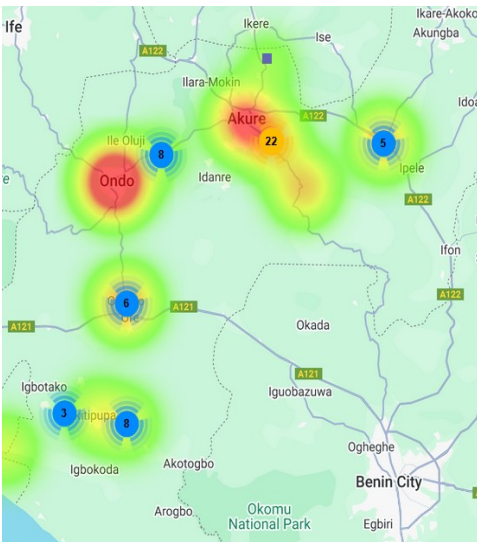 Ikare-Akoko
Ikere
Ife
Ise
Akungba
A122
Ilara-Mokin
Idoa
Akure
A122
22
Ile Oluji
8
5
Ipele
Ondo
Idanre
A122
Ifon
A122
6
A121
A121
Okada
A121
Igbotako
Iguobazuwa
3
8
Ogheghe
Igbokoda
Akotogbo
Benin City
Arogbo
Okomu
National Park
Egbiri